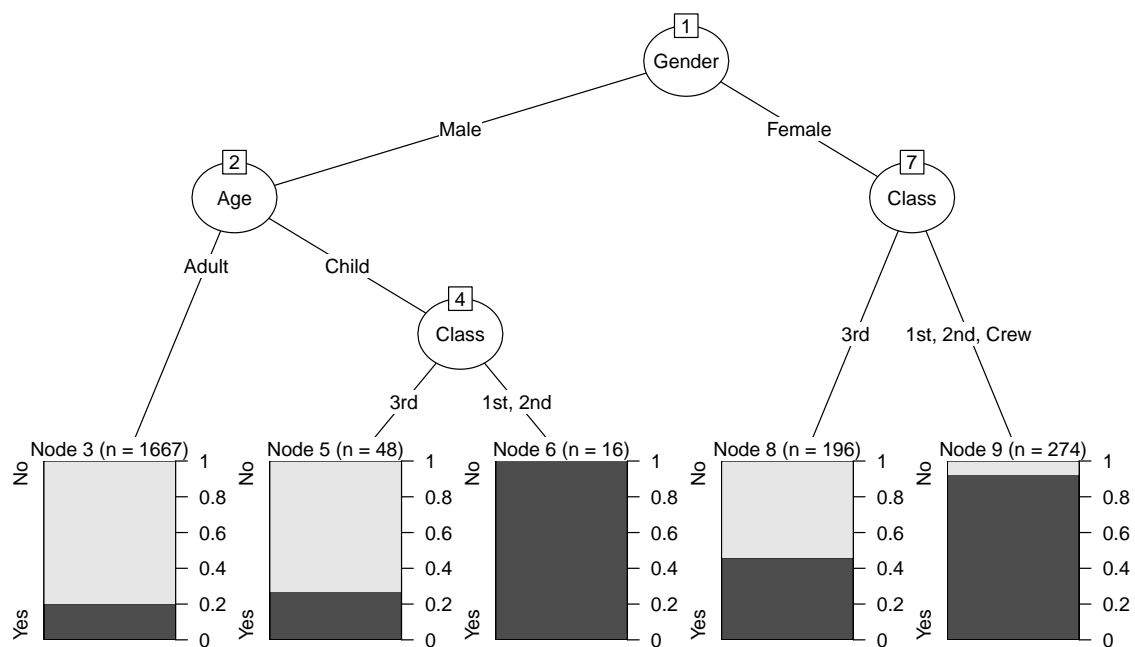 1
Gender
Male
Female
2
Age
7
Class
Adult
Child
4
Class
3rd
1st, 2nd, Crew
3rd
1st, 2nd
Node 3 (n = 1667)
No
Yes
1
0.8
0.6
0.4
0.2
0
Node 5 (n = 48)
No
Yes
1
0.8
0.6
0.4
0.2
0
Node 6 (n = 16)
No
Yes
1
0.8
0.6
0.4
0.2
0
Node 8 (n = 196)
No
Yes
1
0.8
0.6
0.4
0.2
0
Node 9 (n = 274)
No
Yes
1
0.8
0.6
0.4
0.2
0